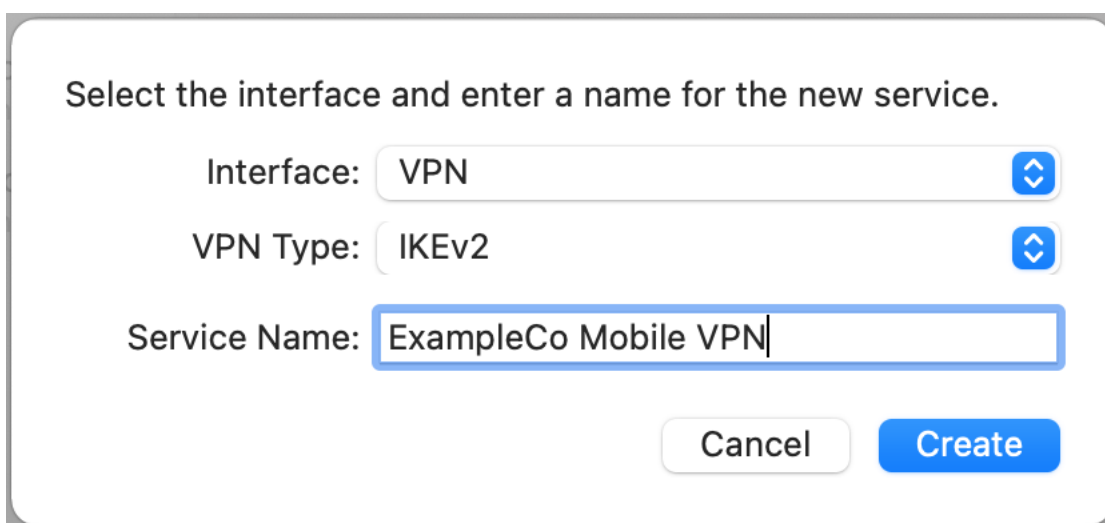 Select the interface and enter a name for the new service.
Interface: VPN
VPN Type: IKEv2
Service Name: ExampleCo Mobile VPN
Cancel Create